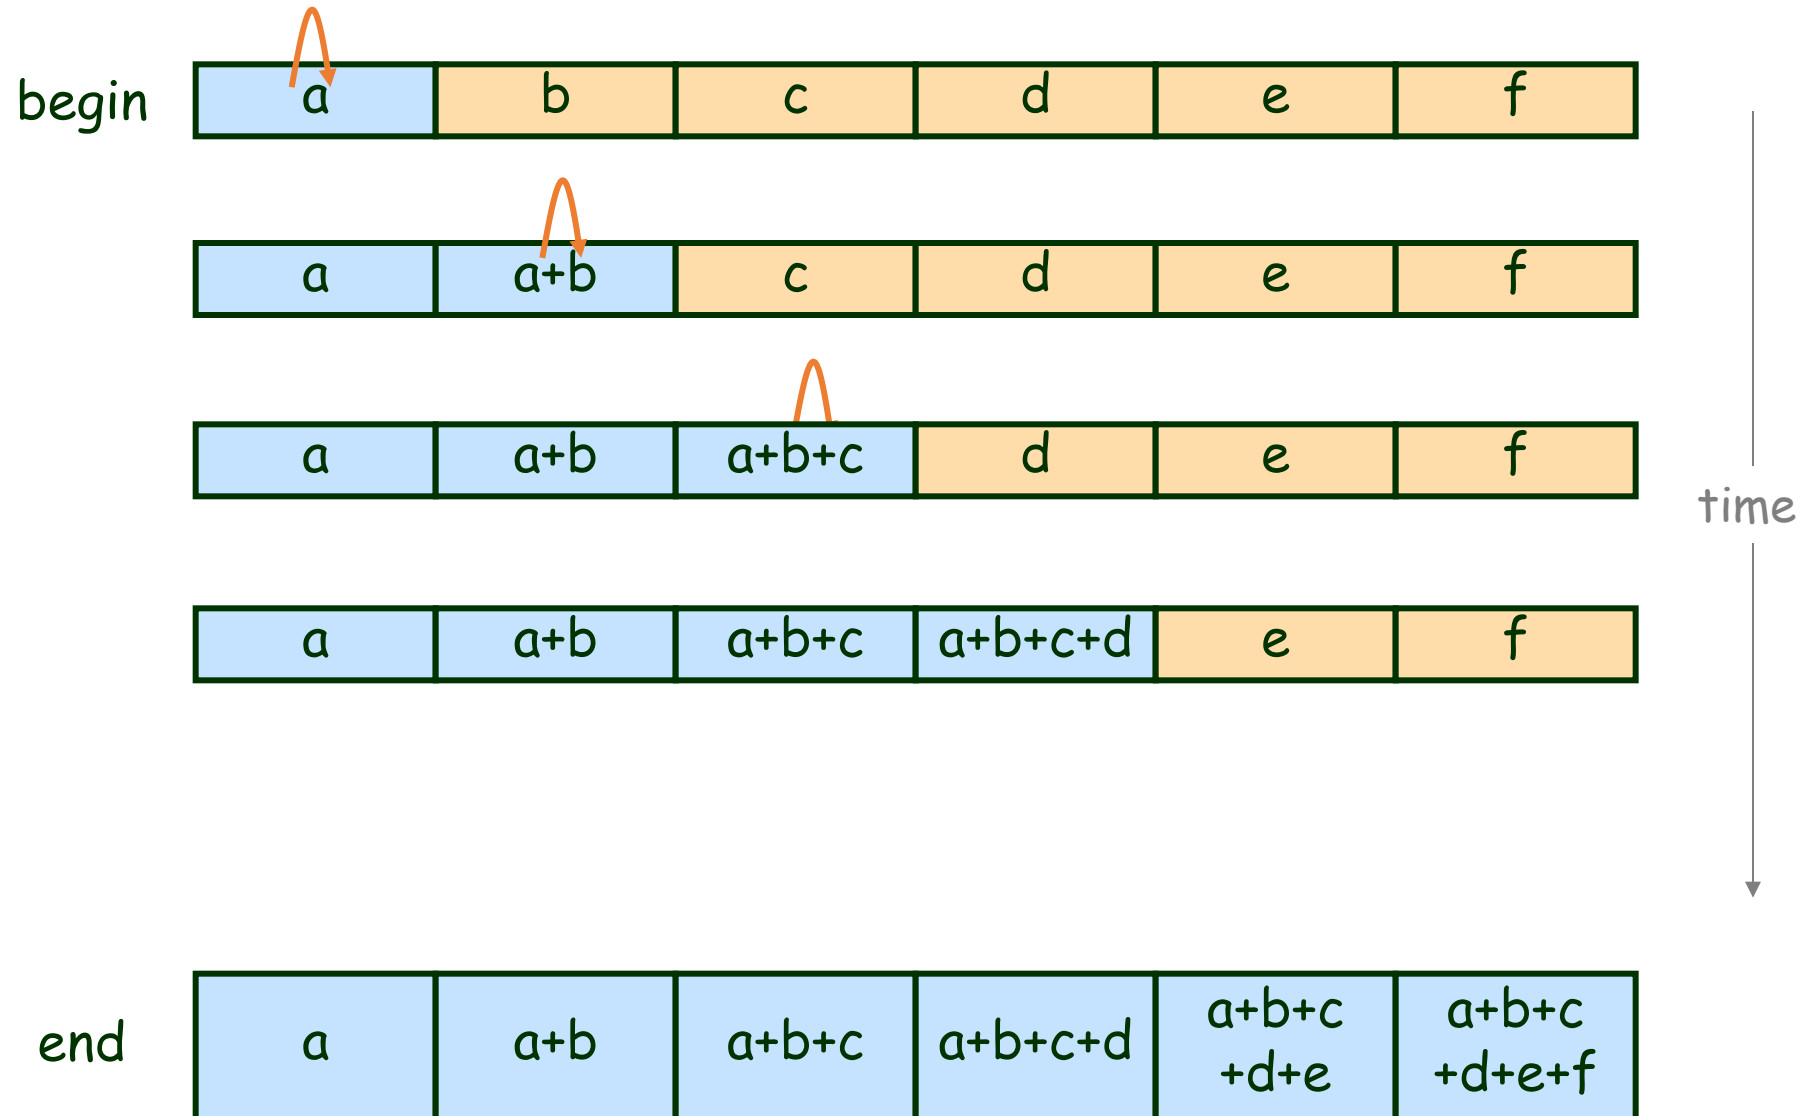 begin a b c d e f
a a+b c d e f
a a+b a+b+c d e f
time
a a+b a+b+c a+b+c+d e f
end a a+b a+b+c a+b+c+d a+b+c +d+e a+b+c +d+e+f